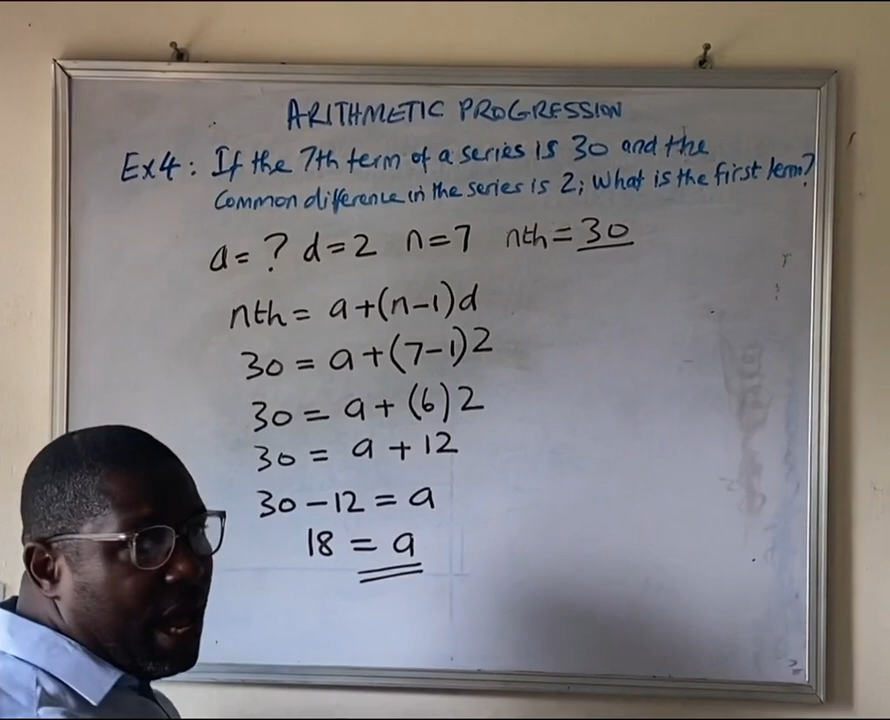 ARITHMETIC PROGRESSION
Ex4: If the 7th term of a series is 30 and the
Common difference in the series is 2; What is the first term?
a = ? d = 2 n = 7 nth = 30
nth = a + (n-1)d
30 = a + (7-1)2
30 = a + (6)2
30 = a + 12
30 - 12 = a
18 = a